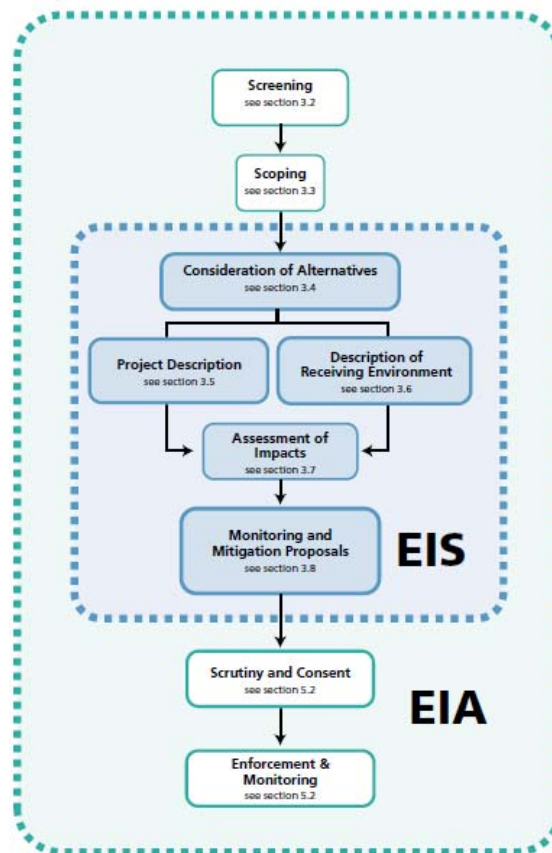 Screening
see section 3.2
Scoping
see section 3.3
Consideration of Alternatives
see section 3.4
Project Description
see section 3.5
Description of
Receiving Environment
see section 3.6
Assessment of
Impacts
see section 3.7
Monitoring and
Mitigation Proposals
see section 3.8
EIS
Scrutiny and Consent
see section 5.2
EIA
Enforcement &
Monitoring
see section 5.2